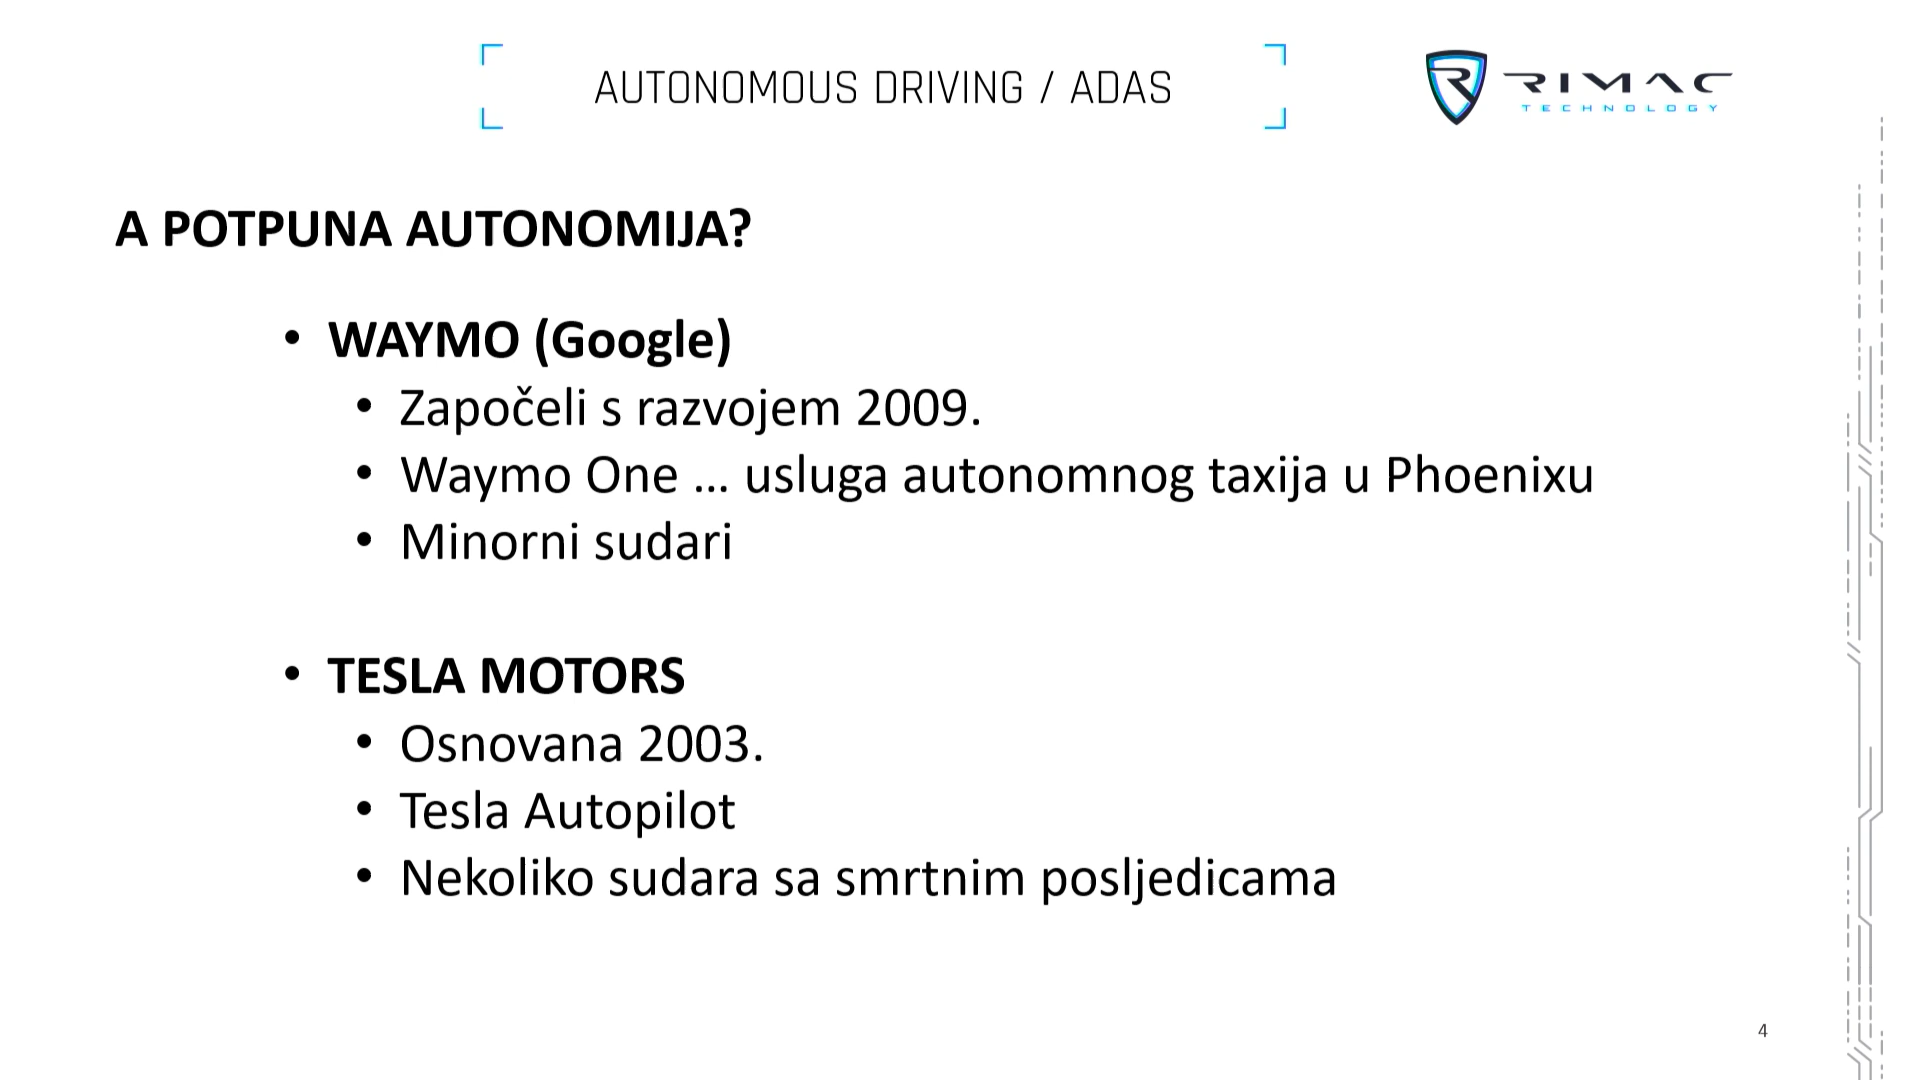 AUTONOMOUS DRIVING / ADAS
RIMAC
TECHNOLOGY
A POTPUNA AUTONOMIJA?
• WAYMO (Google)
• Započeli s razvojem 2009.
• Waymo One … usluga autonomnog taxija u Phoenixu
• Minorni sudari
• TESLA MOTORS
• Osnovana 2003.
• Tesla Autopilot
• Nekoliko sudara sa smrtnim posljedicama
4